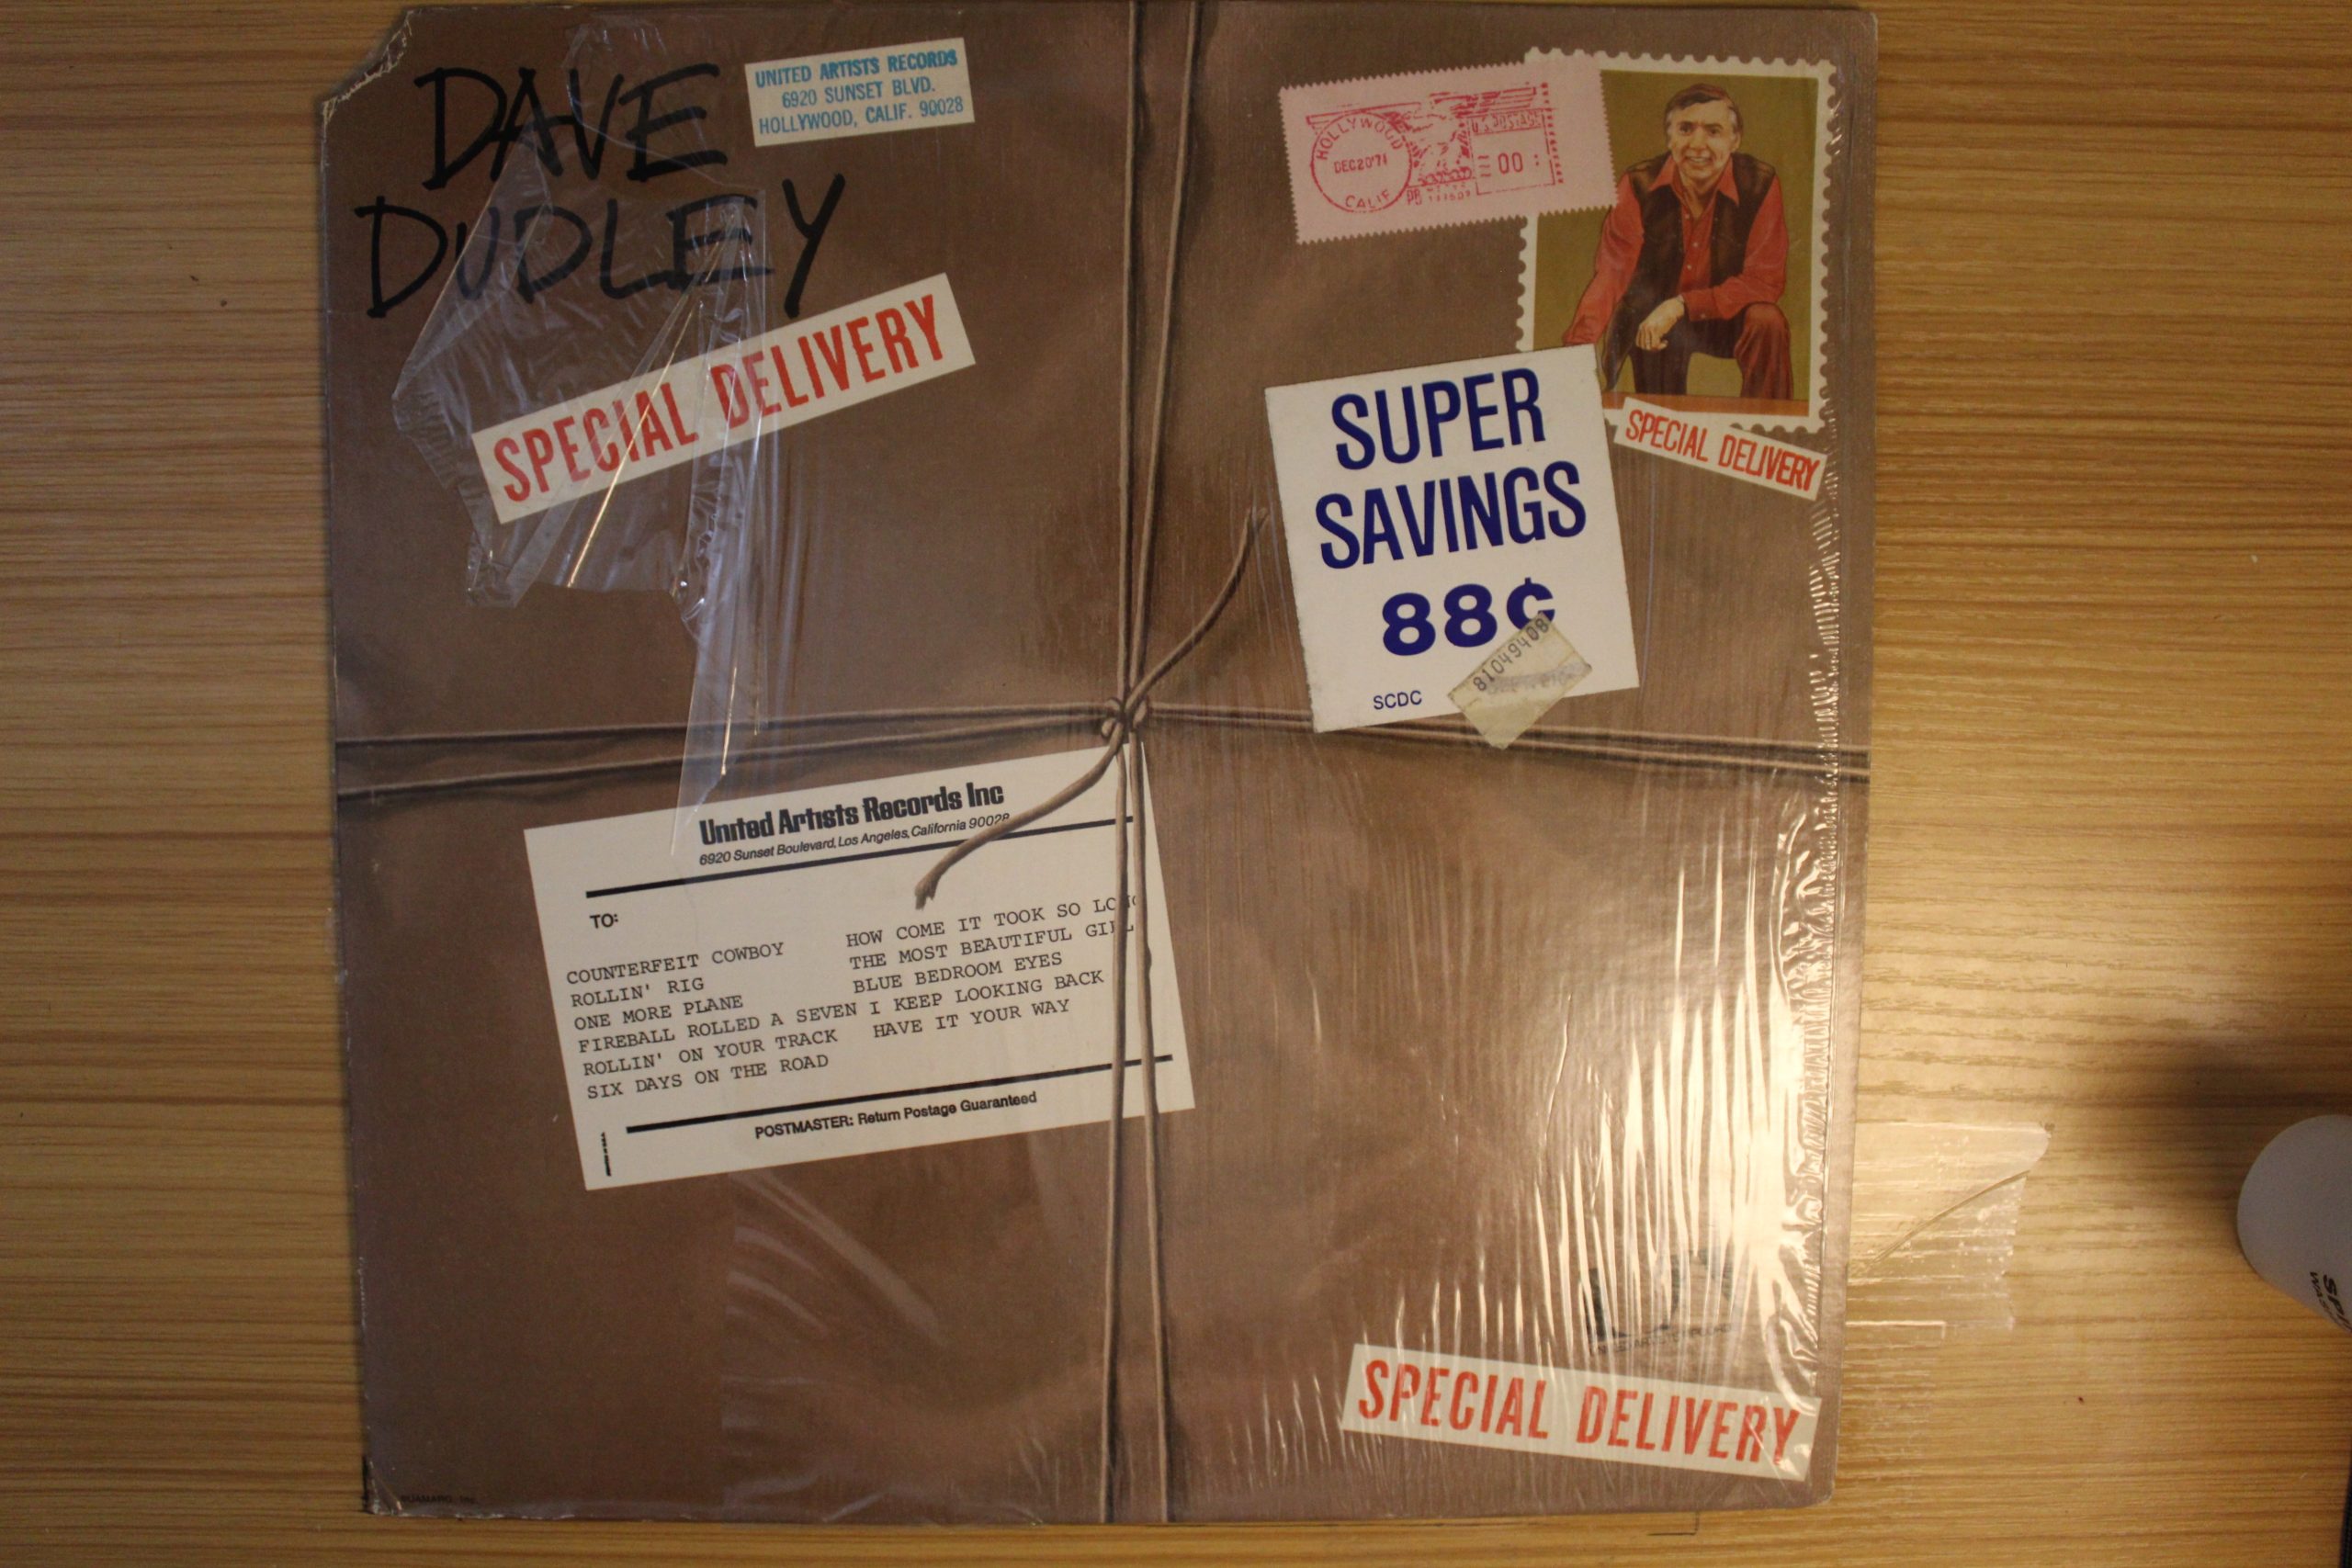 DAVE
DUDLEY
UNITED ARTISTS RECORDS
6920 SUNSET BLVD.
HOLLYWOOD, CALIF. 90028
SPECIAL DELIVERY
HOLLYWOOD
DEC 20'71
CALIF
U.S. POSTAGE
00
PB
SPECIAL DELIVERY
SUPER
SAVINGS
88¢
81049408
SCDC
United Artists Records Inc
6920 Sunset Boulevard, Los Angeles, California 90028
TO:
COUNTERFEIT COWBOY HOW COME IT TOOK SO LONG
ROLLIN' RIG THE MOST BEAUTIFUL GIRL
ONE MORE PLANE BLUE BEDROOM EYES
FIREBALL ROLLED A SEVEN I KEEP LOOKING BACK
ROLLIN' ON YOUR TRACK HAVE IT YOUR WAY
SIX DAYS ON THE ROAD
POSTMASTER: Return Postage Guaranteed
SPECIAL DELIVERY